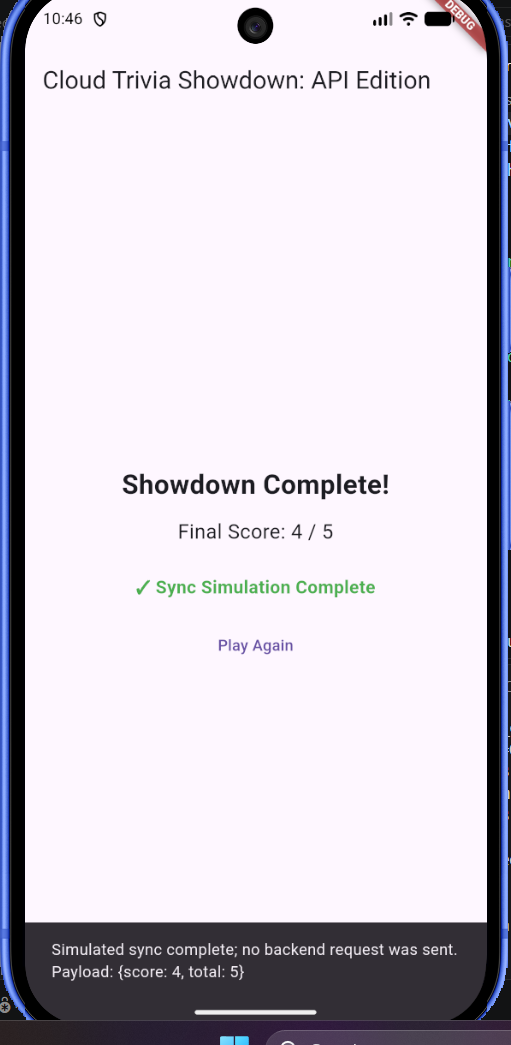 10:46
DEBUG
Cloud Trivia Showdown: API Edition
Showdown Complete!
Final Score: 4 / 5
✓ Sync Simulation Complete
Play Again
Simulated sync complete; no backend request was sent.
Payload: {score: 4, total: 5}